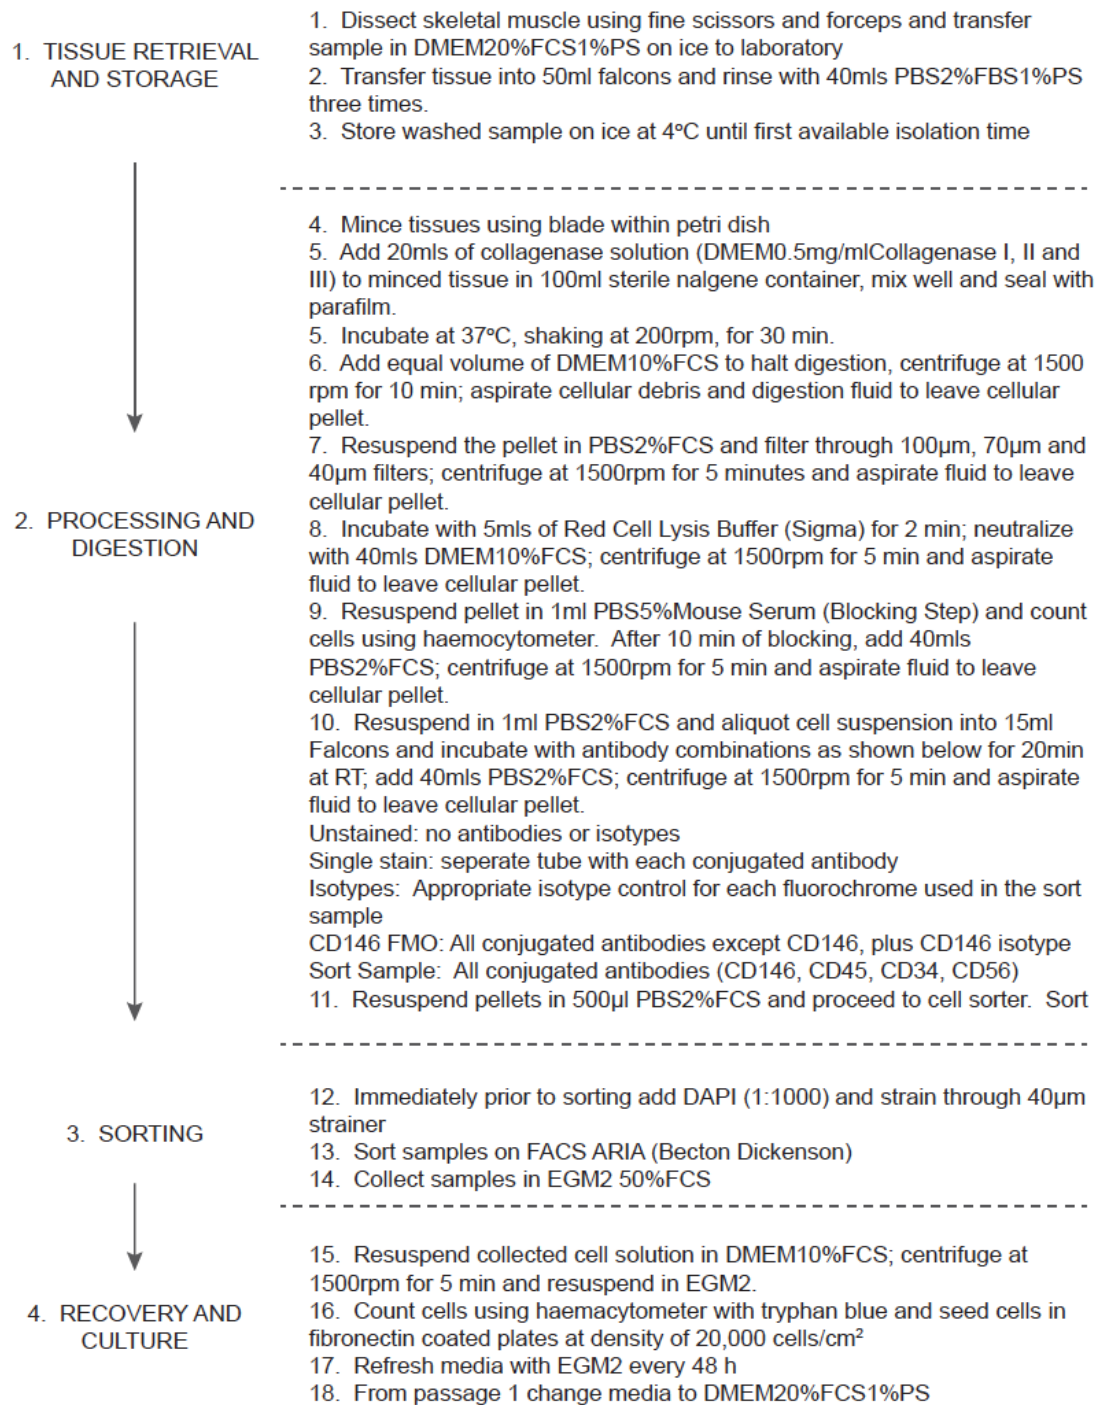 1. TISSUE RETRIEVAL
AND STORAGE
1. Dissect skeletal muscle using fine scissors and forceps and transfer
sample in DMEM20%FCS1%PS on ice to laboratory
2. Transfer tissue into 50ml falcons and rinse with 40mls PBS2%FBS1%PS
three times.
3. Store washed sample on ice at 4ºC until first available isolation time
2. PROCESSING AND
DIGESTION
4. Mince tissues using blade within petri dish
5. Add 20mls of collagenase solution (DMEM0.5mg/mlCollagenase I, II and
III) to minced tissue in 100ml sterile nalgene container, mix well and seal with
parafilm.
5. Incubate at 37ºC, shaking at 200rpm, for 30 min.
6. Add equal volume of DMEM10%FCS to halt digestion, centrifuge at 1500
rpm for 10 min; aspirate cellular debris and digestion fluid to leave cellular
pellet.
7. Resuspend the pellet in PBS2%FCS and filter through 100µm, 70µm and
40µm filters; centrifuge at 1500rpm for 5 minutes and aspirate fluid to leave
cellular pellet.
8. Incubate with 5mls of Red Cell Lysis Buffer (Sigma) for 2 min; neutralize
with 40mls DMEM10%FCS; centrifuge at 1500rpm for 5 min and aspirate
fluid to leave cellular pellet.
9. Resuspend pellet in 1ml PBS5%Mouse Serum (Blocking Step) and count
cells using haemocytometer. After 10 min of blocking, add 40mls
PBS2%FCS; centrifuge at 1500rpm for 5 min and aspirate fluid to leave
cellular pellet.
10. Resuspend in 1ml PBS2%FCS and aliquot cell suspension into 15ml
Falcons and incubate with antibody combinations as shown below for 20min
at RT; add 40mls PBS2%FCS; centrifuge at 1500rpm for 5 min and aspirate
fluid to leave cellular pellet.
Unstained: no antibodies or isotypes
Single stain: seperate tube with each conjugated antibody
Isotypes: Appropriate isotype control for each fluorochrome used in the sort
sample
CD146 FMO: All conjugated antibodies except CD146, plus CD146 isotype
Sort Sample: All conjugated antibodies (CD146, CD45, CD34, CD56)
11. Resuspend pellets in 500µl PBS2%FCS and proceed to cell sorter. Sort
3. SORTING
12. Immediately prior to sorting add DAPI (1:1000) and strain through 40µm
strainer
13. Sort samples on FACS ARIA (Becton Dickenson)
14. Collect samples in EGM2 50%FCS
4. RECOVERY AND
CULTURE
15. Resuspend collected cell solution in DMEM10%FCS; centrifuge at
1500rpm for 5 min and resuspend in EGM2.
16. Count cells using haemacytometer with tryphan blue and seed cells in
fibronectin coated plates at density of 20,000 cells/cm²
17. Refresh media with EGM2 every 48 h
18. From passage 1 change media to DMEM20%FCS1%PS